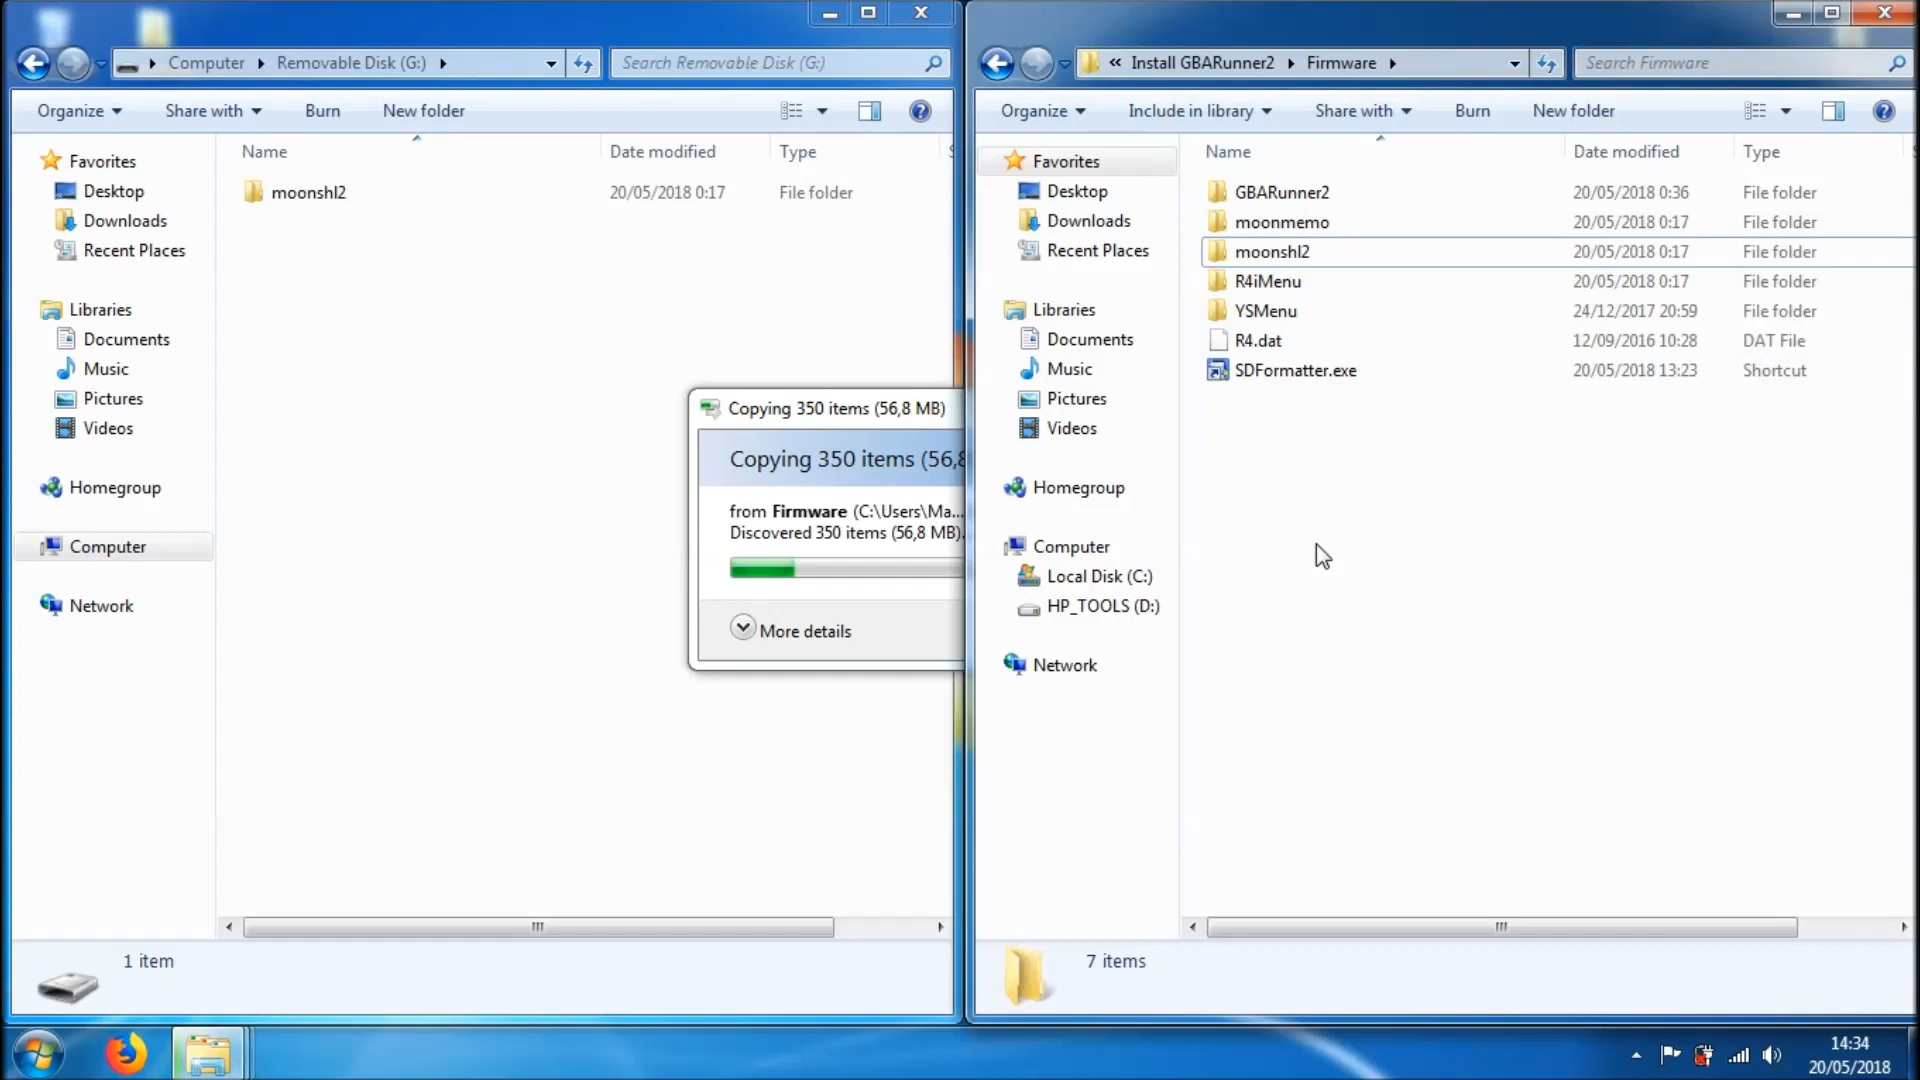 Computer Removable Disk (G:)
Search Removable Disk (G:)
Organize Share with Burn New folder
Name Date modified Type
moonshl2 20/05/2018 0:17 File folder
Favorites
Desktop
Downloads
Recent Places
Libraries
Documents
Music
Pictures
Videos
Homegroup
Computer
Network
1 item
Copying 350 items (56,8 MB)
Copying 350 items (56,8
from Firmware (C:\Users\Ma...
Discovered 350 items (56,8 MB).
More details
« Install GBARunner2 Firmware
Search Firmware
Organize Include in library Share with Burn New folder
Name Date modified Type
Favorites
Desktop
Downloads
Recent Places
Libraries
Documents
Music
Pictures
Videos
Homegroup
Computer
Local Disk (C:)
HP_TOOLS (D:)
Network
GBARunner2 20/05/2018 0:36 File folder
moonmemo 20/05/2018 0:17 File folder
moonshl2 20/05/2018 0:17 File folder
R4iMenu 20/05/2018 0:17 File folder
YSMenu 24/12/2017 20:59 File folder
R4.dat 12/09/2016 10:28 DAT File
SDFormatter.exe 20/05/2018 13:23 Shortcut
7 items
14:34
20/05/2018